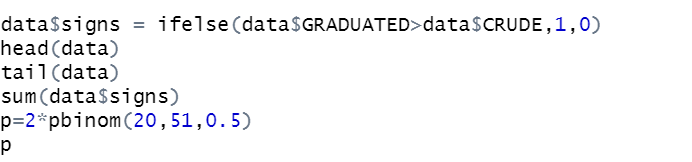 data$signs = ifelse(data$GRADUATED>data$CRUDE,1,0)
head(data)
tail(data)
sum(data$signs)
p=2*pbinom(20,51,0.5)
p